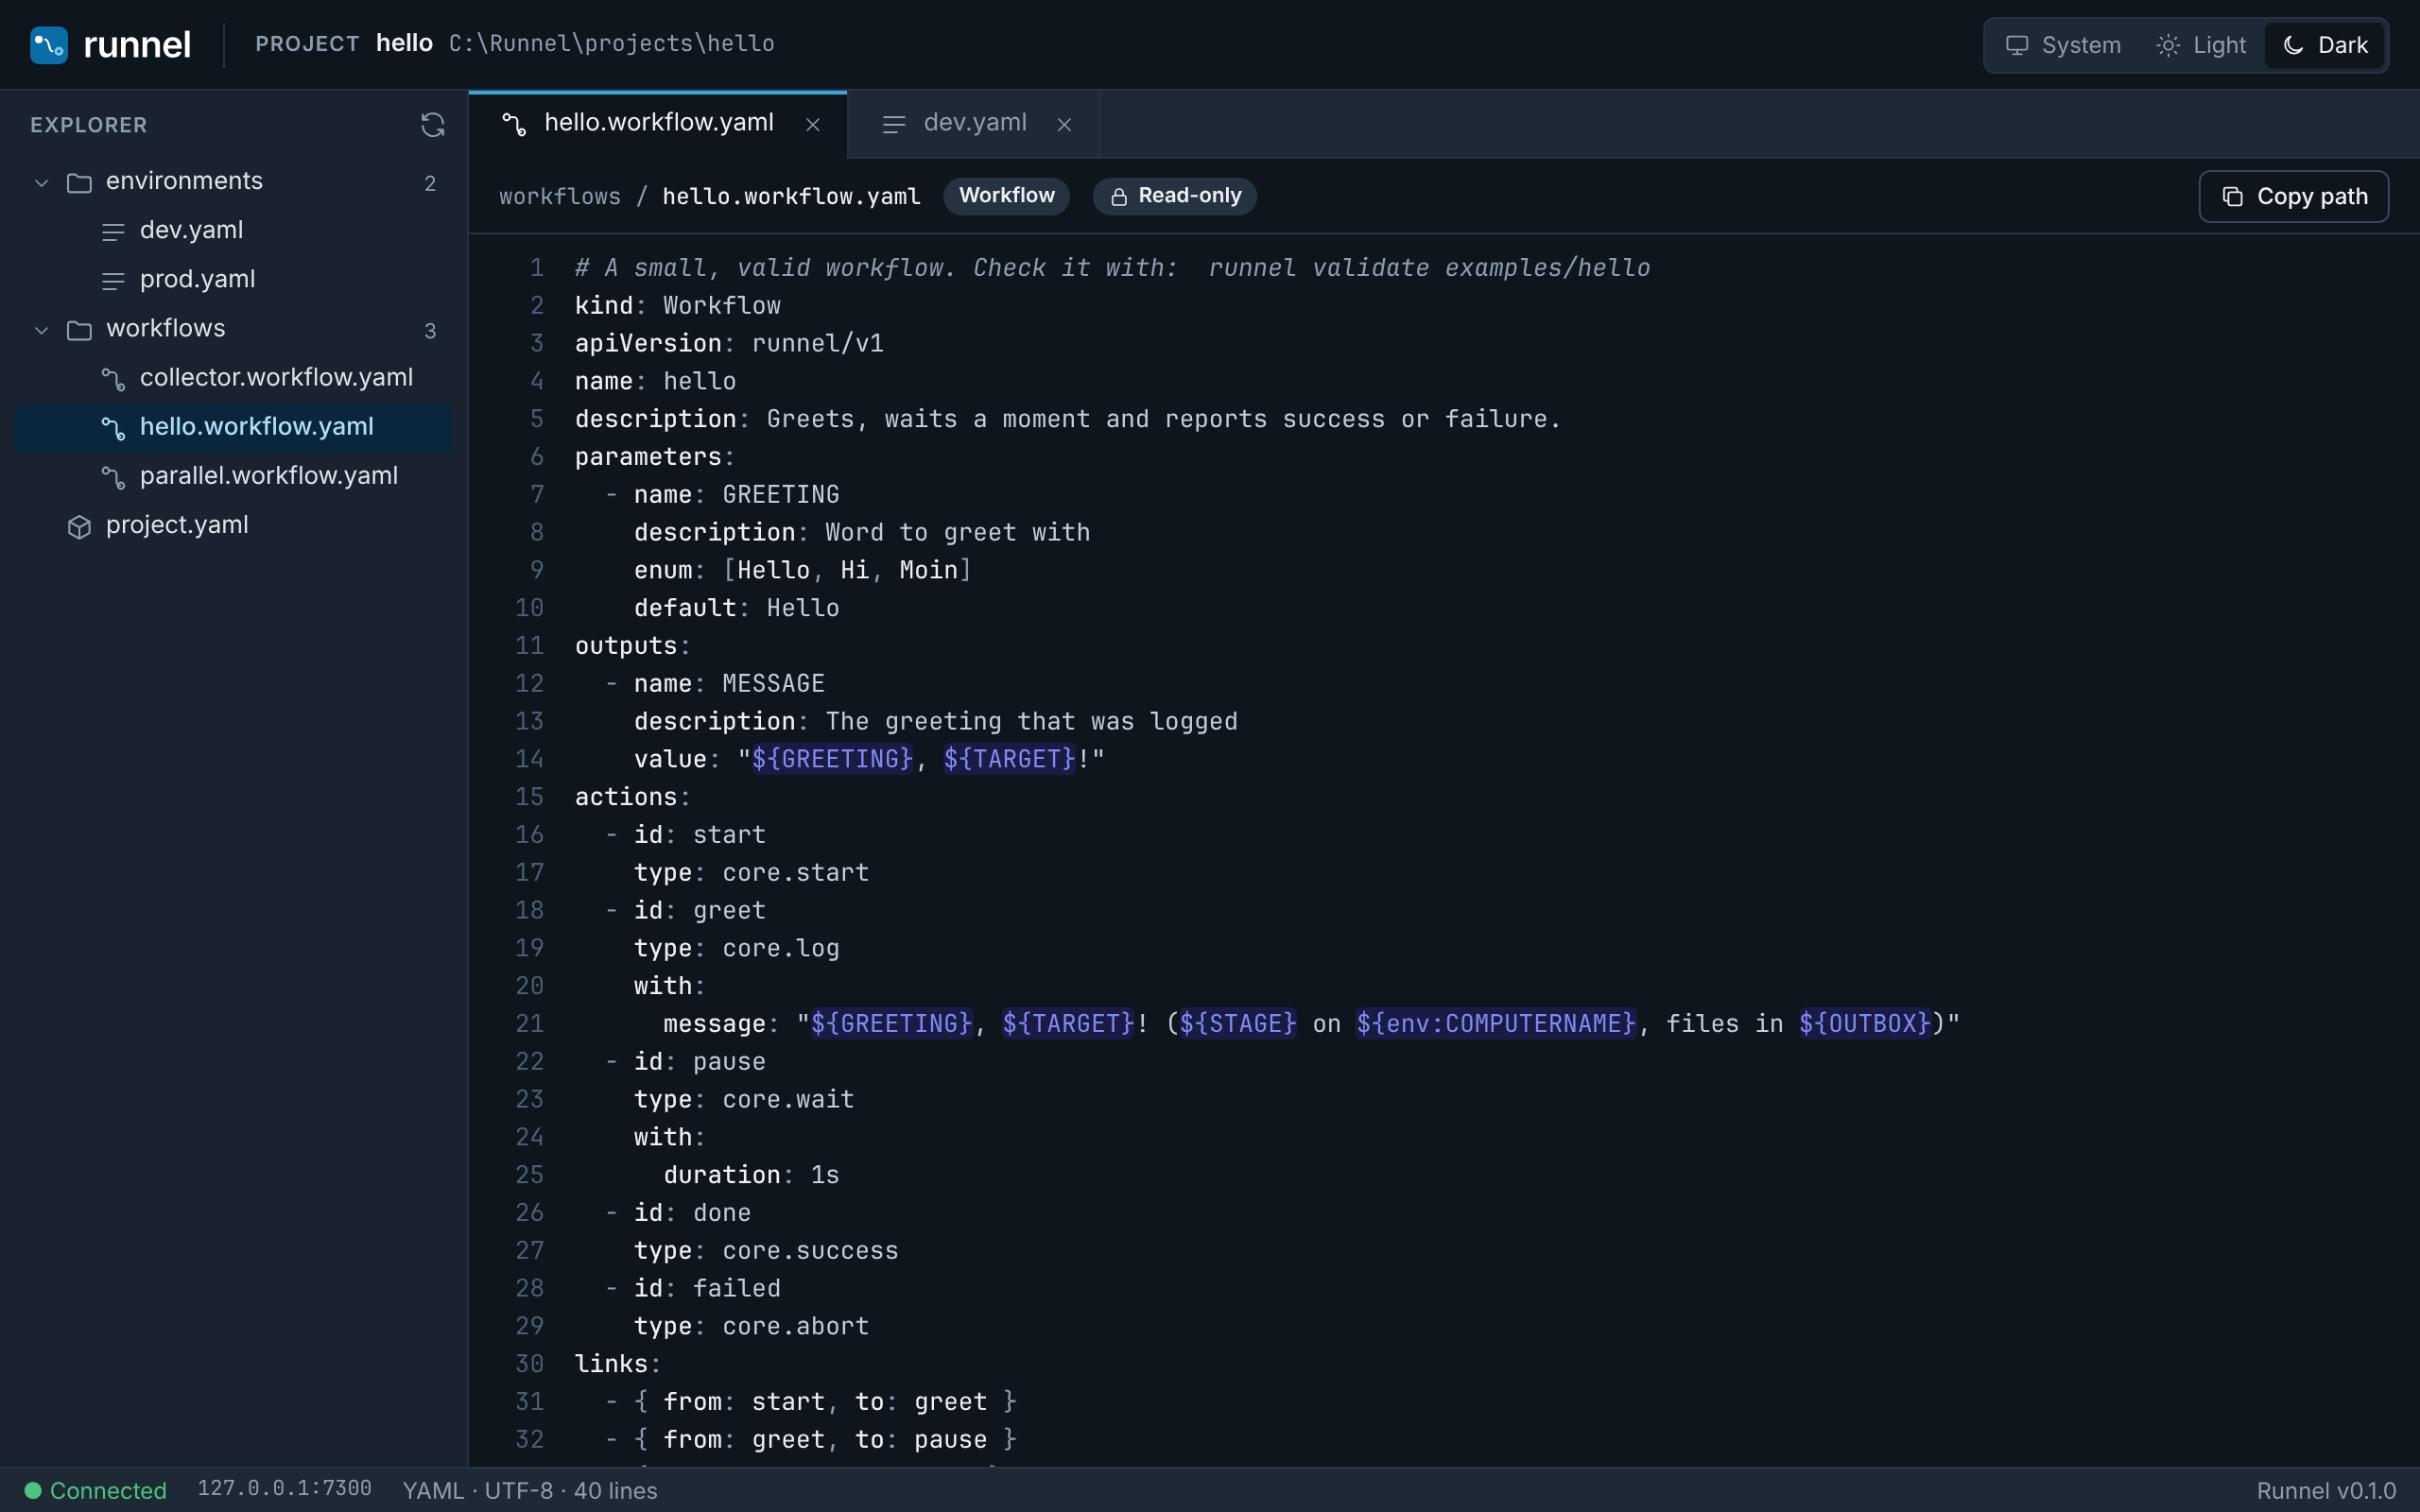 runnel PROJECT hello C:\Runnel\projects\hello System Light Dark
EXPLORER
environments 2
dev.yaml
prod.yaml
workflows 3
collector.workflow.yaml
hello.workflow.yaml
parallel.workflow.yaml
project.yaml
hello.workflow.yaml dev.yaml
workflows / hello.workflow.yaml Workflow Read-only Copy path
1 # A small, valid workflow. Check it with:  runnel validate examples/hello
2 kind: Workflow
3 apiVersion: runnel/v1
4 name: hello
5 description: Greets, waits a moment and reports success or failure.
6 parameters:
7   - name: GREETING
8     description: Word to greet with
9     enum: [Hello, Hi, Moin]
10     default: Hello
11 outputs:
12   - name: MESSAGE
13     description: The greeting that was logged
14     value: "${GREETING}, ${TARGET}!"
15 actions:
16   - id: start
17     type: core.start
18   - id: greet
19     type: core.log
20     with:
21       message: "${GREETING}, ${TARGET}! (${STAGE} on ${env:COMPUTERNAME}, files in ${OUTBOX})"
22   - id: pause
23     type: core.wait
24     with:
25       duration: 1s
26   - id: done
27     type: core.success
28   - id: failed
29     type: core.abort
30 links:
31   - { from: start, to: greet }
32   - { from: greet, to: pause }
Connected 127.0.0.1:7300 YAML · UTF-8 · 40 lines Runnel v0.1.0